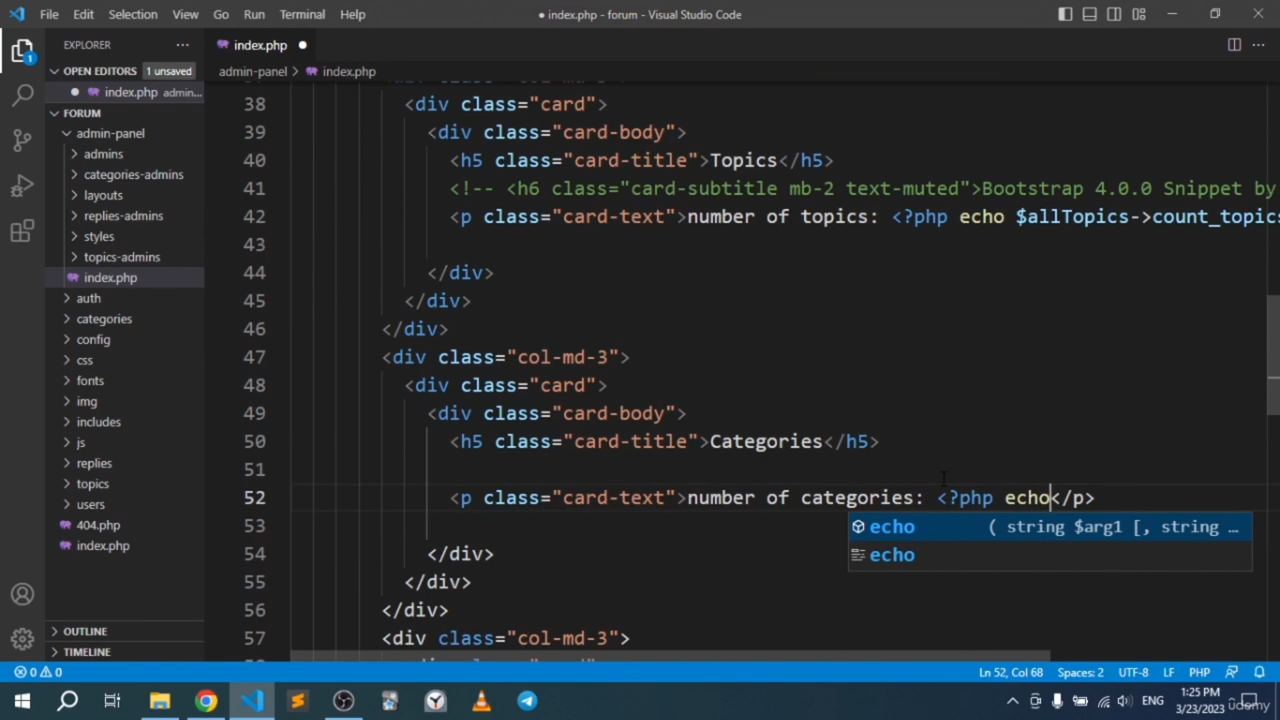 File Edit Selection View Go Run Terminal Help
● index.php - forum - Visual Studio Code
EXPLORER
index.php
OPEN EDITORS 1 unsaved
admin-panel > index.php
index.php admin...
FORUM
admin-panel
admins
categories-admins
layouts
replies-admins
styles
topics-admins
index.php
auth
categories
config
css
fonts
img
includes
js
replies
topics
users
404.php
index.php
OUTLINE
TIMELINE
38 <div class="card">
39 <div class="card-body">
40 <h5 class="card-title">Topics</h5>
41 <!-- <h6 class="card-subtitle mb-2 text-muted">Bootstrap 4.0.0 Snippet by
42 <p class="card-text">number of topics: <?php echo $allTopics->count_topics
43
44 </div>
45 </div>
46 </div>
47 <div class="col-md-3">
48 <div class="card">
49 <div class="card-body">
50 <h5 class="card-title">Categories</h5>
51
52 <p class="card-text">number of categories: <?php echo</p>
echo ( string $arg1 [, string …
echo
53
54 </div>
55 </div>
56 </div>
57 <div class="col-md-3">
0 0
Ln 52, Col 68 Spaces: 2 UTF-8 LF PHP
ENG
1:25 PM
3/23/2023
udemy